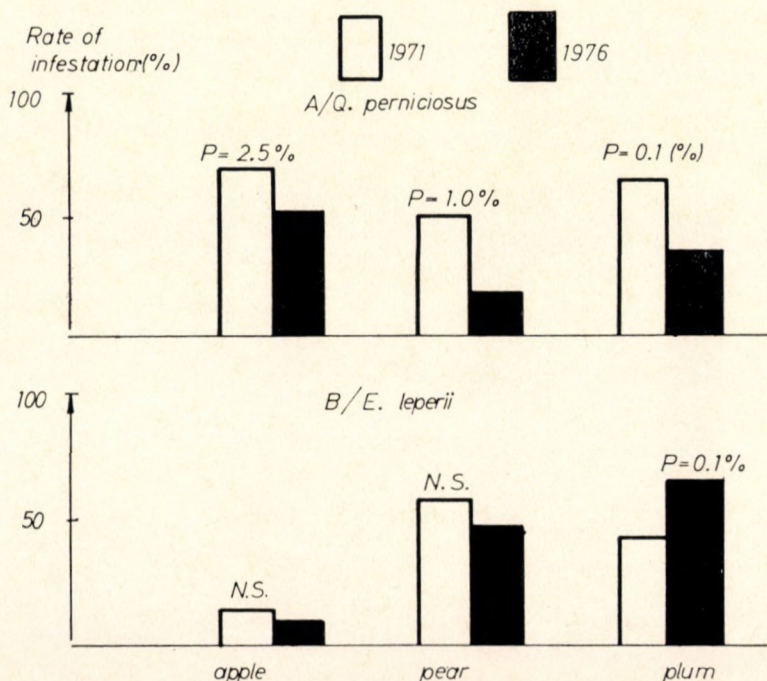 Rate of
infestation (%)
1971
1976
A/Q. perniciosus
100
P= 2.5%
P= 1.0%
P= 0.1 (%)
50
B/E. leperii
100
N.S.
P=0.1%
50
N.S.
apple
pear
plum